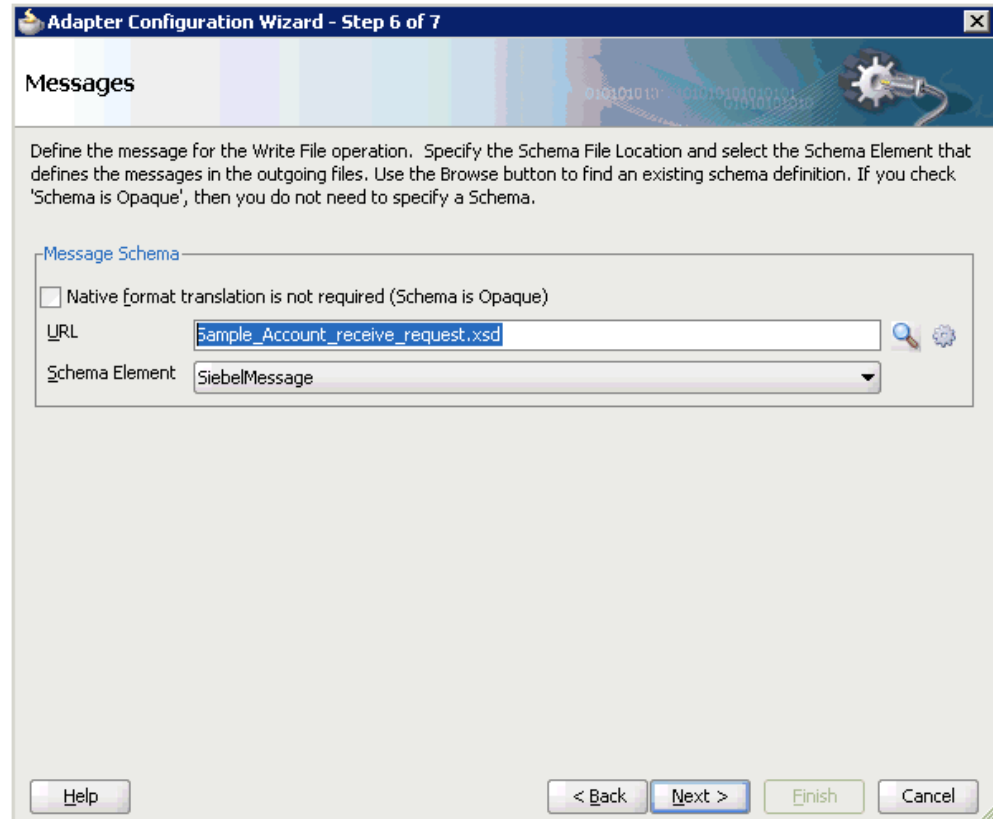 Adapter Configuration Wizard - Step 6 of 7
Messages
Define the message for the Write File operation.  Specify the Schema File Location and select the Schema Element that
defines the messages in the outgoing files. Use the Browse button to find an existing schema definition. If you check
'Schema is Opaque', then you do not need to specify a Schema.
Message Schema
Native format translation is not required (Schema is Opaque)
URL
Sample_Account_receive_request.xsd
Schema Element
SiebelMessage
Help
< Back
Next >
Finish
Cancel